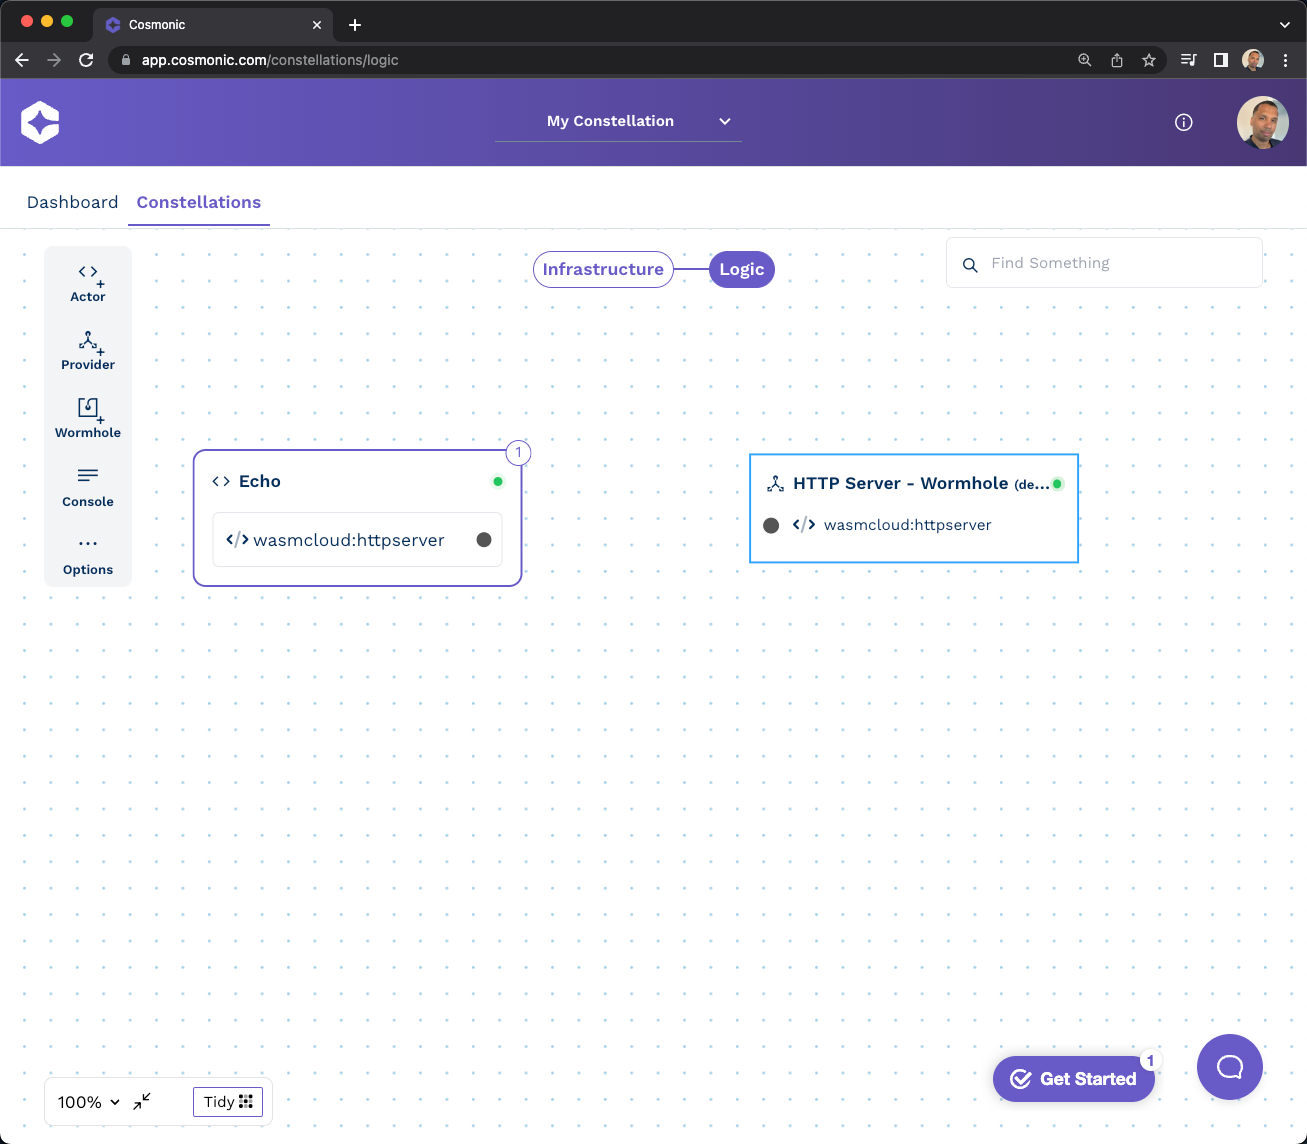 Cosmonic
app.cosmonic.com/constellations/logic
My Constellation
Dashboard Constellations
Infrastructure Logic
Find Something
Actor
Provider
Wormhole
Console
Options
1
Echo
wasmcloud:httpserver
HTTP Server - Wormhole (de...
wasmcloud:httpserver
100% Tidy
Get Started 1